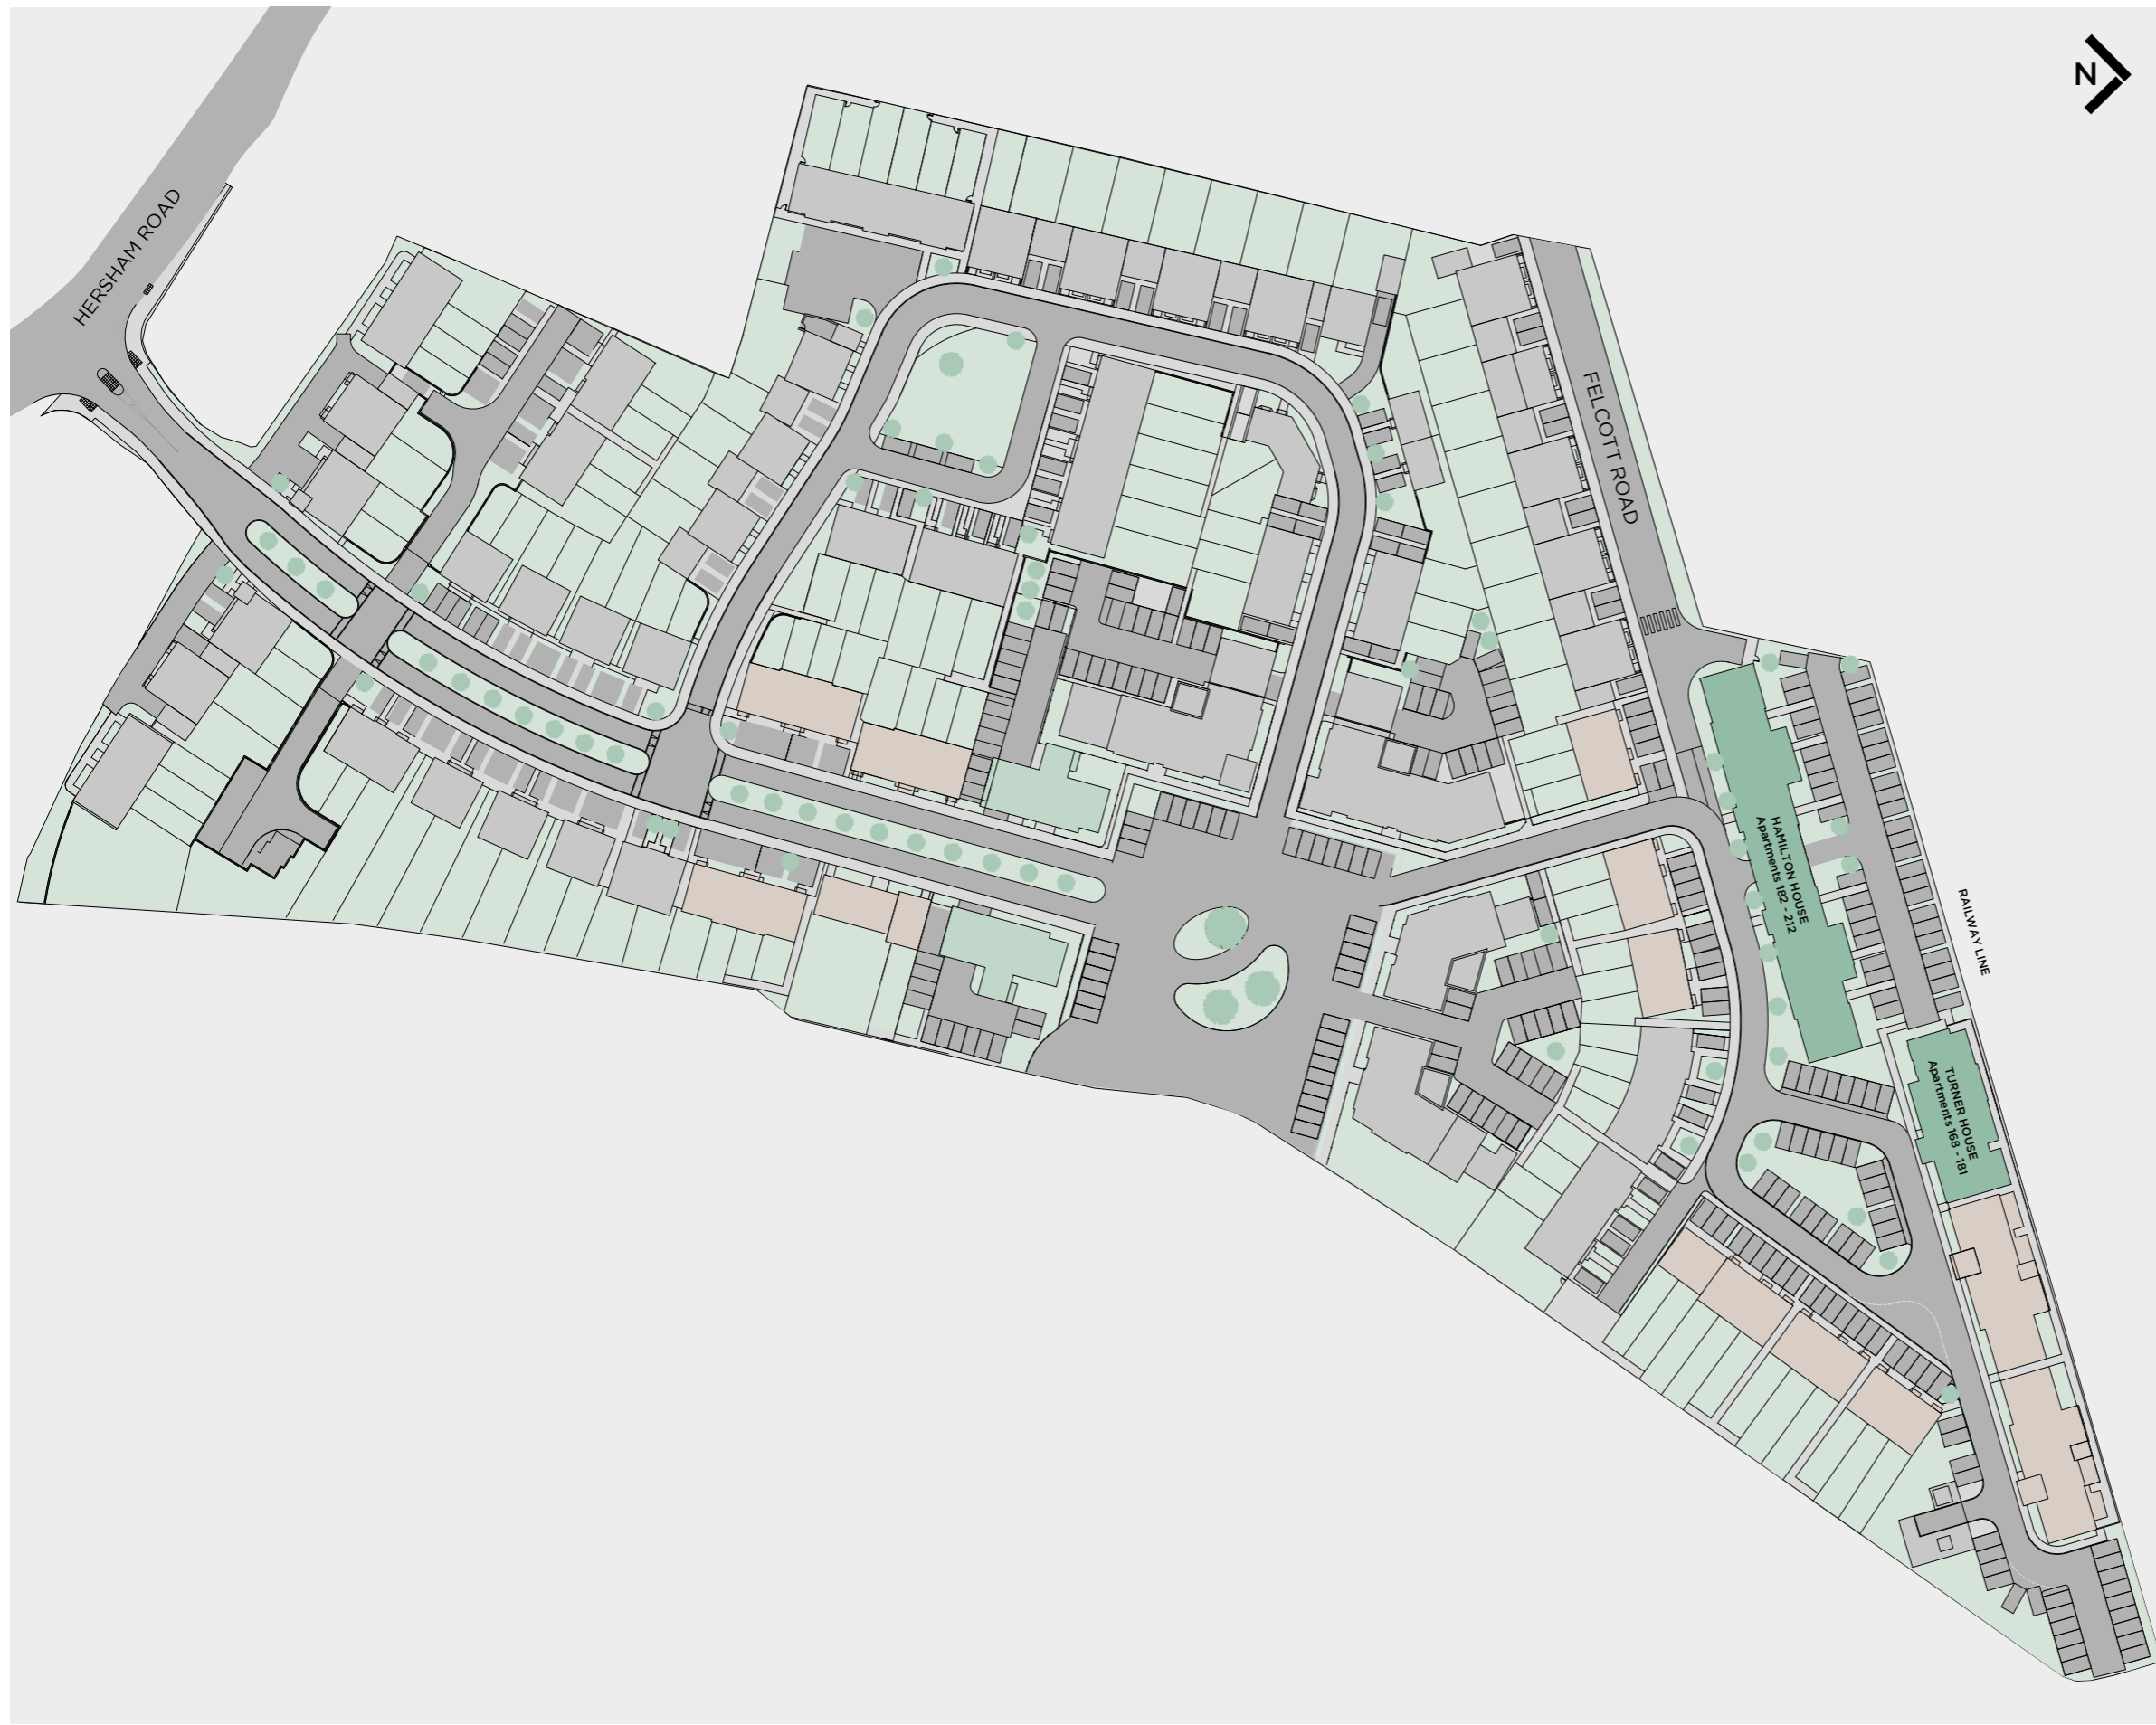 N
HERSHAM ROAD
FELCOTT ROAD
HAMILTON HOUSE
Apartments 182 - 212
RAILWAY LINE
TURNER HOUSE
Apartments 168 - 181